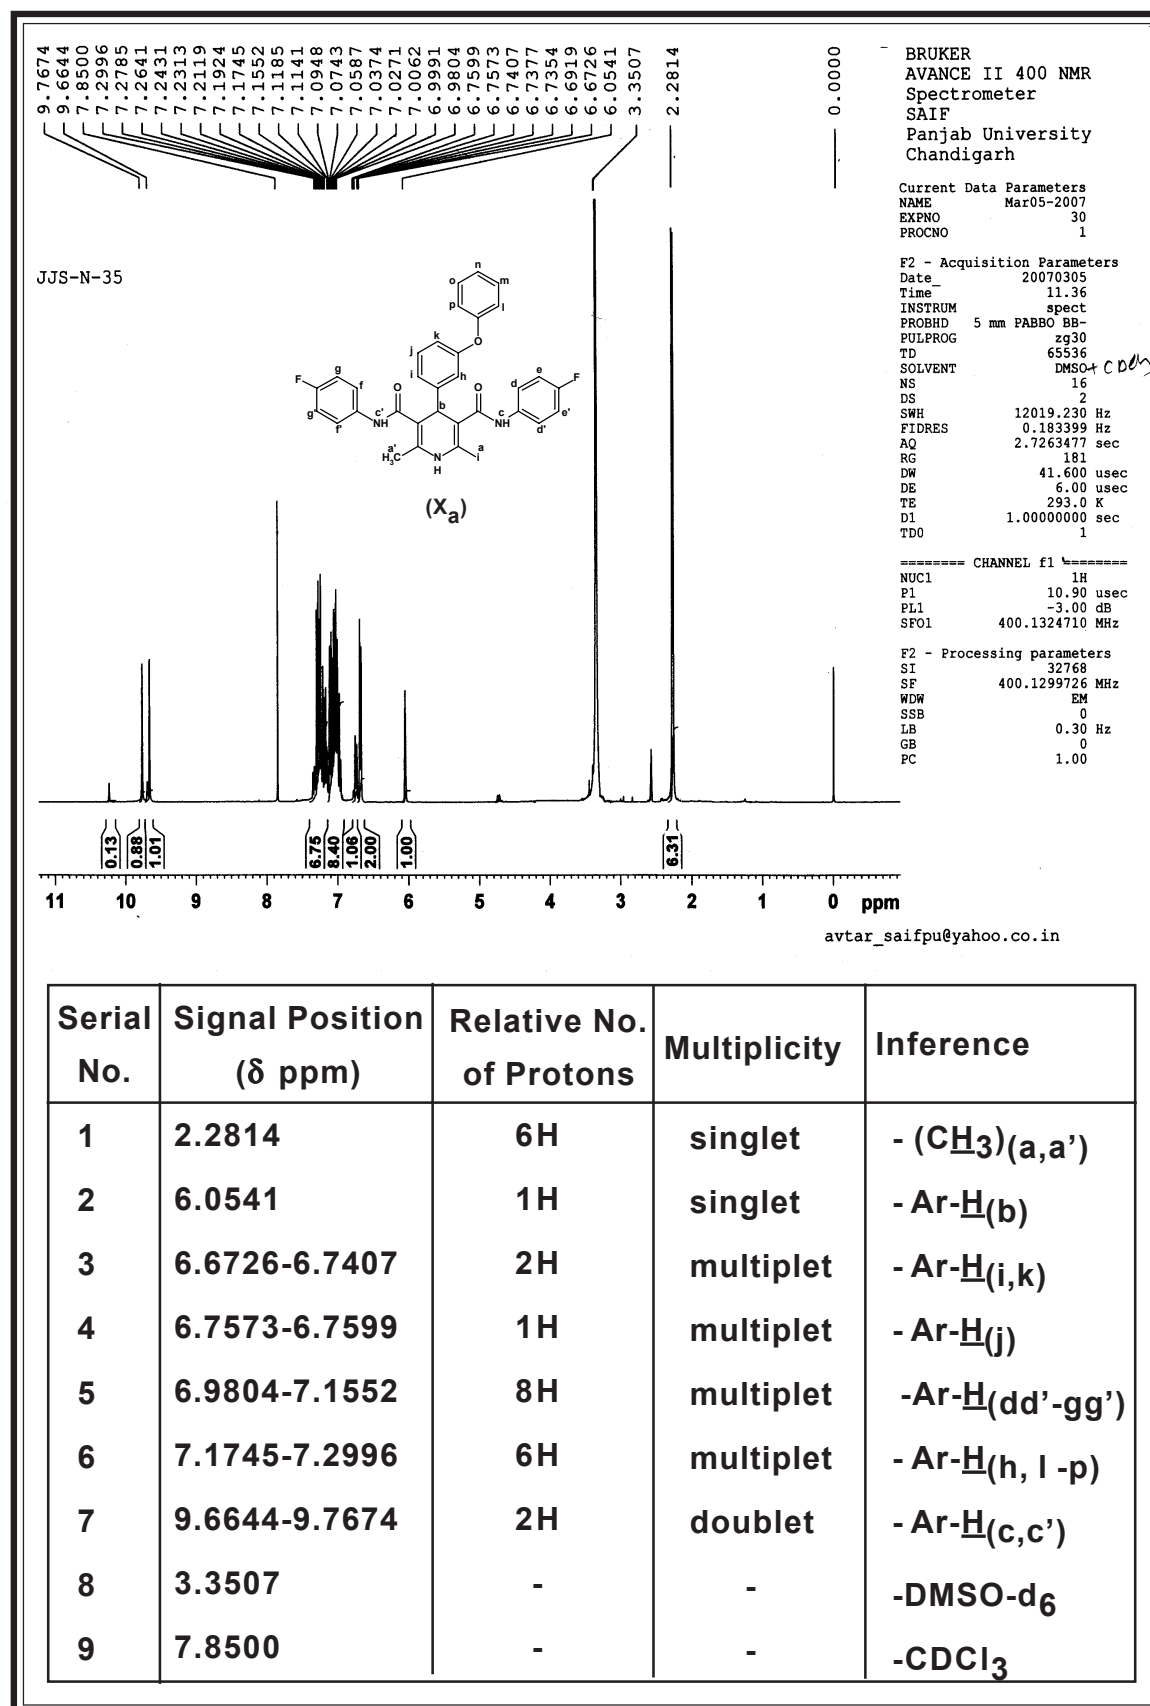 9.7674
9.6644
7.8500
7.2996
7.2785
7.2641
7.2431
7.2313
7.2119
7.1924
7.1745
7.1552
7.1185
7.1141
7.0948
7.0743
7.0587
7.0374
7.0271
7.0062
6.9991
6.9804
6.7599
6.7573
6.7407
6.7377
6.7354
6.6919
6.6726
6.0541
3.3507
2.2814
0.0000
BRUKER
AVANCE II 400 NMR
Spectrometer
SAIF
Panjab University
Chandigarh
Current Data Parameters
NAME Mar05-2007
EXPNO 30
PROCNO 1
F2 - Acquisition Parameters
Date_ 20070305
Time 11.36
INSTRUM spect
PROBHD 5 mm PABBO BB-
PULPROG zg30
TD 65536
SOLVENT DMSO
NS 16
DS 2
SWH 12019.230 Hz
FIDRES 0.183399 Hz
AQ 2.7263477 sec
RG 181
DW 41.600 usec
DE 6.00 usec
TE 293.0 K
D1 1.00000000 sec
TD0 1
======== CHANNEL f1 ========
NUC1 1H
P1 10.90 usec
PL1 -3.00 dB
SFO1 400.1324710 MHz
F2 - Processing parameters
SI 32768
SF 400.1299726 MHz
WDW EM
SSB 0
LB 0.30 Hz
GB 0
PC 1.00
JJS-N-35
n
o m
p l
O
k
j
i h
g f F
g' f'
c' NH
O
b
O
c NH
d e F
d' e'
a' H3C
N
H
a
i
(Xa)
0.13
0.88
1.01
6.75
8.40
1.06
2.00
1.00
6.31
11 10 9 8 7 6 5 4 3 2 1 0 ppm
avtar_saifpu@yahoo.co.in
Serial No. Signal Position (δ ppm) Relative No. of Protons Multiplicity Inference
1 2.2814 6H singlet - (CH3)(a,a')
2 6.0541 1H singlet - Ar-H(b)
3 6.6726-6.7407 2H multiplet - Ar-H(i,k)
4 6.7573-6.7599 1H multiplet - Ar-H(j)
5 6.9804-7.1552 8H multiplet -Ar-H(dd'-gg')
6 7.1745-7.2996 6H multiplet - Ar-H(h, l -p)
7 9.6644-9.7674 2H doublet - Ar-H(c,c')
8 3.3507 - - -DMSO-d6
9 7.8500 - - -CDCl3